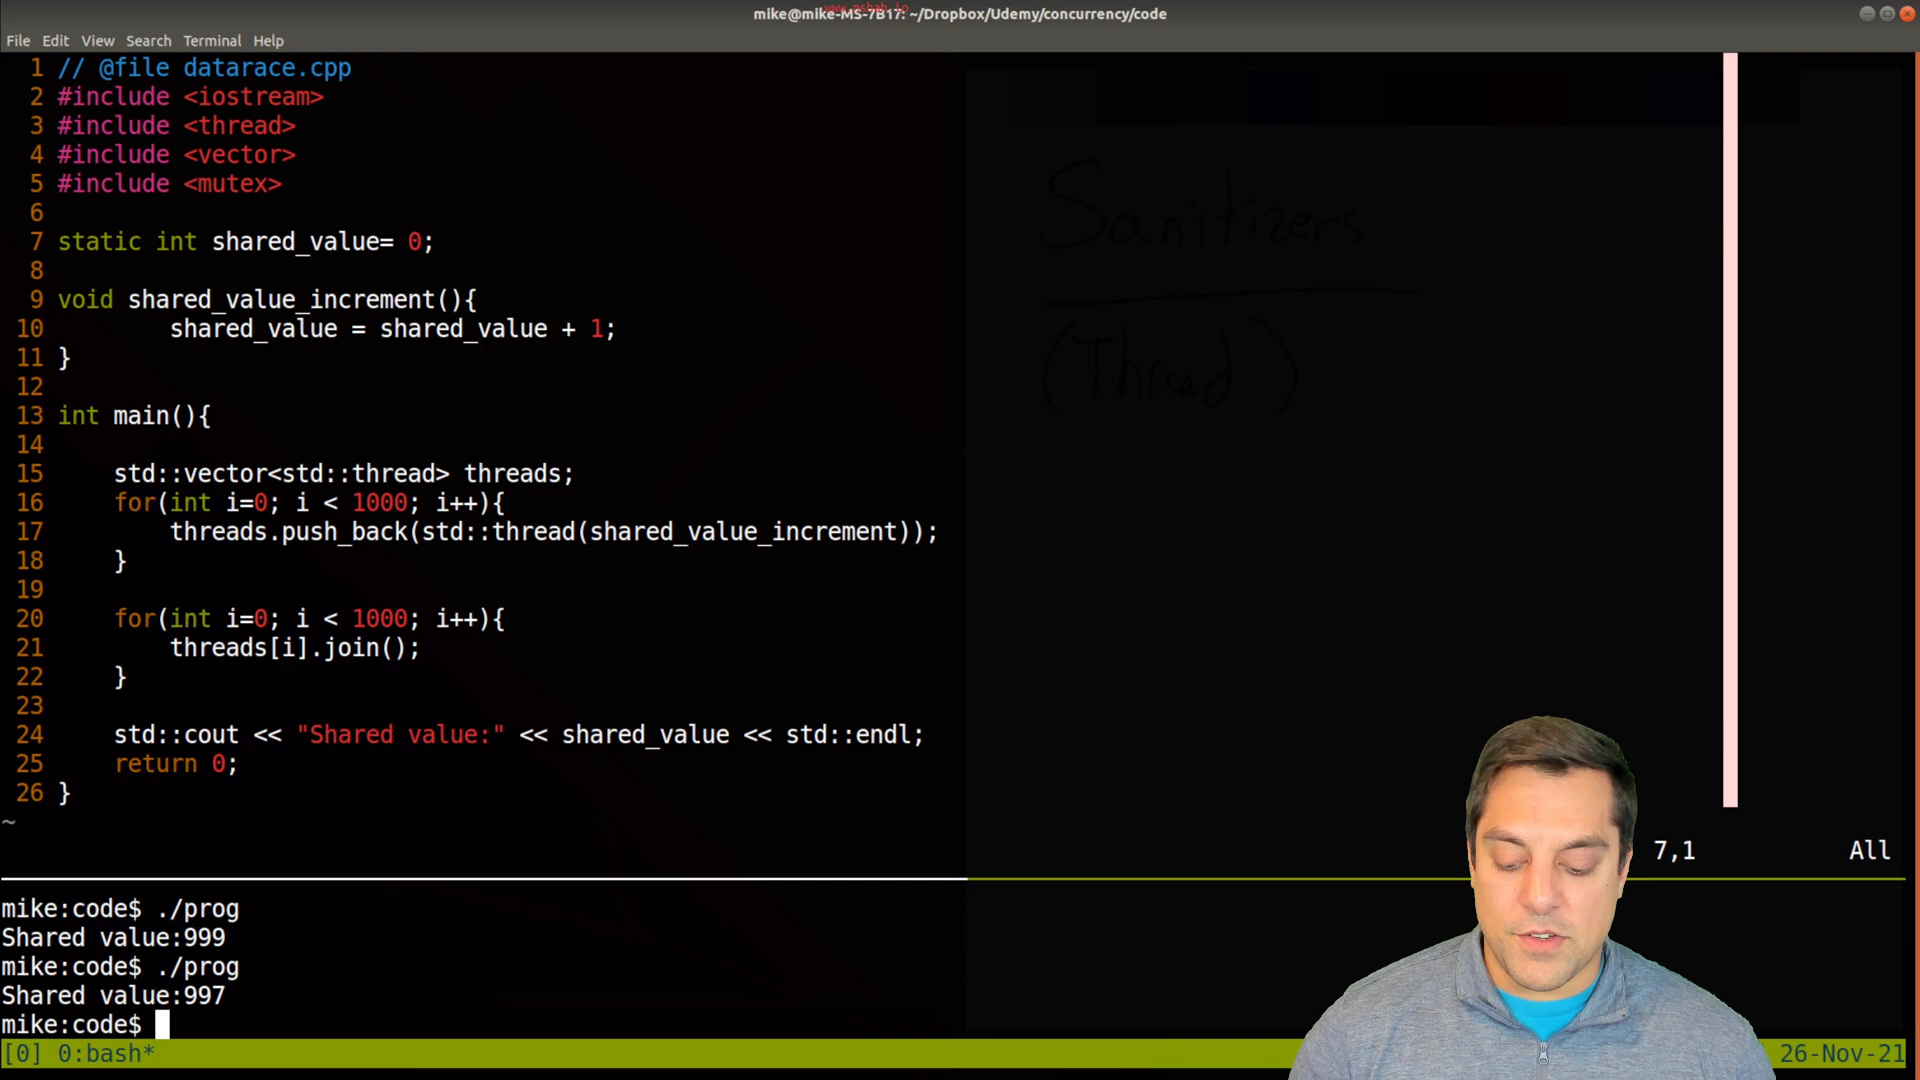 www.mshah.io
mike@mike-MS-7B17: ~/Dropbox/Udemy/concurrency/code
File Edit View Search Terminal Help
1 // @file datarace.cpp
2 #include <iostream>
3 #include <thread>
4 #include <vector>
5 #include <mutex>
6
7 static int shared_value= 0;
8
9 void shared_value_increment(){
10 shared_value = shared_value + 1;
11 }
12
13 int main(){
14
15 std::vector<std::thread> threads;
16 for(int i=0; i < 1000; i++){
17 threads.push_back(std::thread(shared_value_increment));
18 }
19
20 for(int i=0; i < 1000; i++){
21 threads[i].join();
22 }
23
24 std::cout << "Shared value:" << shared_value << std::endl;
25 return 0;
26 }
~
Sanitizers
(Thread)
7,1 All
mike:code$ ./prog
Shared value:999
mike:code$ ./prog
Shared value:997
mike:code$
[0] 0:bash* 26-Nov-21